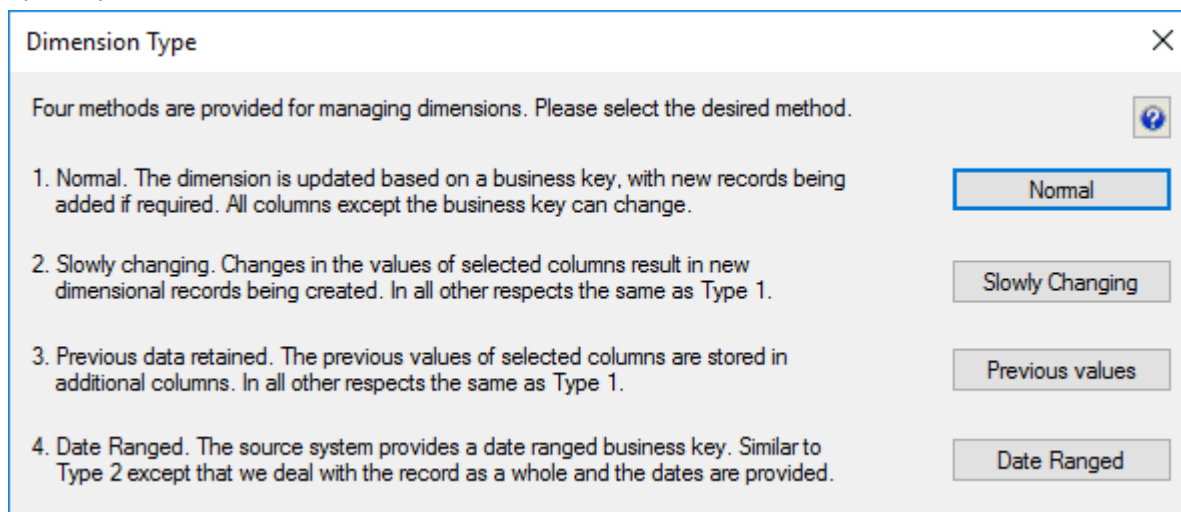 Dimension Type
Four methods are provided for managing dimensions. Please select the desired method.
1. Normal. The dimension is updated based on a business key, with new records being
added if required. All columns except the business key can change.
Normal
2. Slowly changing. Changes in the values of selected columns result in new
dimensional records being created. In all other respects the same as Type 1.
Slowly Changing
3. Previous data retained. The previous values of selected columns are stored in
additional columns. In all other respects the same as Type 1.
Previous values
4. Date Ranged. The source system provides a date ranged business key. Similar to
Type 2 except that we deal with the record as a whole and the dates are provided.
Date Ranged